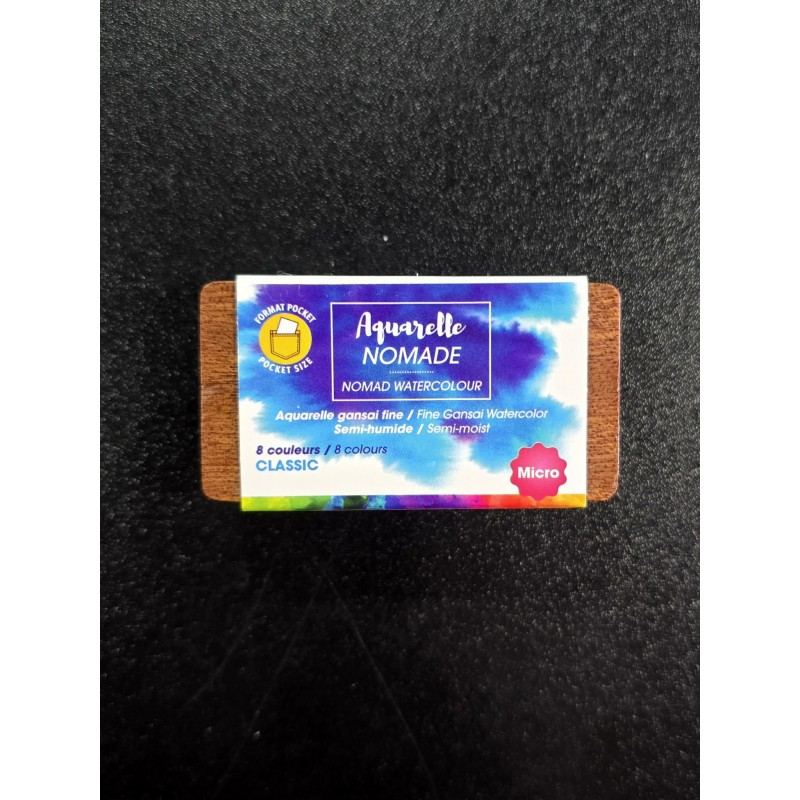 FORMAT POCKET
POCKET SIZE
Aquarelle
NOMADE
NOMAD WATERCOLOUR
Aquarelle gansai fine / Fine Gansai Watercolor
Semi-humide / Semi-moist
8 couleurs / 8 colours
CLASSIC
Micro